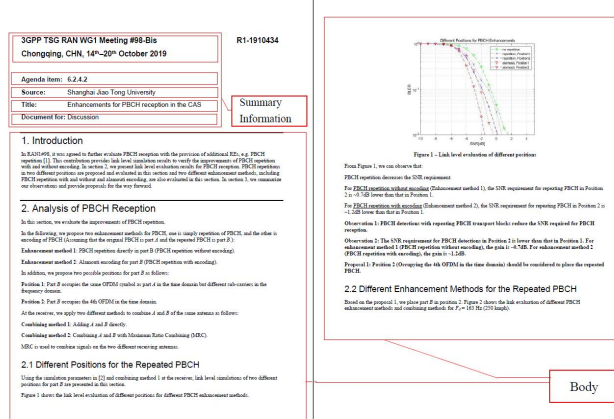 3GPP TSG RAN WG1 Meeting #98-Bis R1-1910434
Chongqing, CHN, 14th–20th October 2019
Agenda item: 6.2.4.2
Source: Shanghai Jiao Tong University
Title: Enhancements for PBCH reception in the CAS
Document for: Discussion
Summary
Information
1. Introduction
In RAN1#98, it was agreed to further evaluate PBCH reception with the provision of additional REs, e.g. PBCH
repetition [1]. This contribution provides link level simulation results to verify the improvements of PBCH repetition
with and without encoding. In section 2, we present link level evaluation results for PBCH reception. PBCH repetitions
in two different positions are proposed and evaluated in this section and two different enhancement methods, including
PBCH repetition with and without and alamouti encoding, are also evaluated in this section. In section 3, we summarize
our observations and provide proposals for the way forward.
2. Analysis of PBCH Reception
In this section, we evaluate the improvements of PBCH repetition.
In the following, we propose two enhancement methods for PBCH, one is simply repetition of PBCH, and the other is
encoding of PBCH (Assuming that the original PBCH is part A and the repeated PBCH is part B.):
Enhancement method 1: PBCH repetition directly in part B (PBCH repetition without encoding).
Enhancement method 2: Alamouti encoding for part B (PBCH repetition with encoding).
In addition, we propose two possible positions for part B as follows:
Position 1: Part B occupies the same OFDM symbol as part A in the time domain but different sub-carriers in the
frequency domain.
Position 2: Part B occupies the 4th OFDM in the time domain.
At the receiver, we apply two different methods to combine A and B of the same antenna as follows:
Combining method 1: Adding A and B directly.
Combining method 2: Combining A and B with Maximum Ratio Combining (MRC).
MRC is used to combine signals on the two different receiving antennas.
2.1 Different Positions for the Repeated PBCH
Using the simulation parameters in [2] and combining method 1 at the receiver, link level simulations of two different
positions for part B are presented in this section.
Figure 1 shows the link level evaluation of different positions for different PBCH enhancement methods.
Different Positions for PBCH Enhancements
no repetition
repetition, Position1
repetition, Position2
alamouti, Position1
alamouti, Position2
BLER
SNR(dB)
Figure 1 – Link level evaluation of different positions
From Figure 1, we can observe that:
PBCH repetition decreases the SNR requirement.
For PBCH repetition without encoding (Enhancement method 1), the SNR requirement for repeating PBCH in Position
2 is ~0.7dB lower than that in Position 1.
For PBCH repetition with encoding (Enhancement method 2), the SNR requirement for repeating PBCH in Position 2 is
~1.2dB lower than that in Position 1.
Observation 1: PBCH detections with repeating PBCH transport blocks reduce the SNR required for PBCH
reception.
Observation 2: The SNR requirement for PBCH detections in Position 2 is lower than that in Position 1. For
enhancement method 1 (PBCH repetition without encoding), the gain is ~0.7dB. For enhancement method 2
(PBCH repetition with encoding), the gain is ~1.2dB.
Proposal 1: Position 2 (Occupying the 4th OFDM in the time domain) should be considered to place the repeated
PBCH.
2.2 Different Enhancement Methods for the Repeated PBCH
Based on the proposal 1, we place part B in position 2. Figure 2 shows the link evaluation of different PBCH
enhancement methods and combining methods for Fd = 163 Hz (250 kmph).
Body